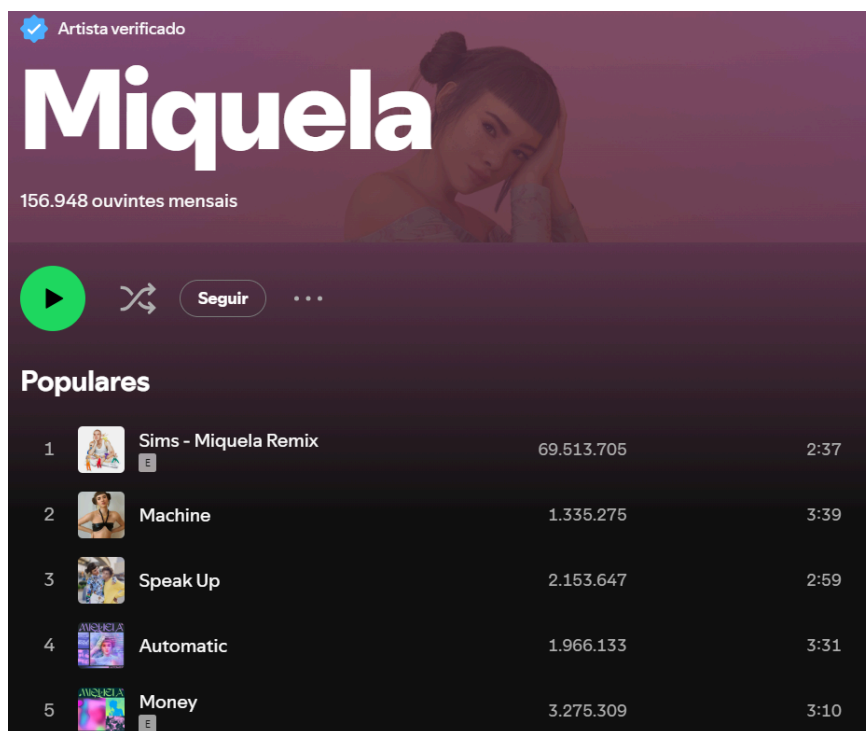 Artista verificado
Miquela
156.948 ouvintes mensais
Seguir
Populares
1 Sims - Miquela Remix 69.513.705 2:37
E
2 Machine 1.335.275 3:39
3 Speak Up 2.153.647 2:59
MIQUELA
4 Automatic 1.966.133 3:31
MIQUELA
5 Money 3.275.309 3:10
E